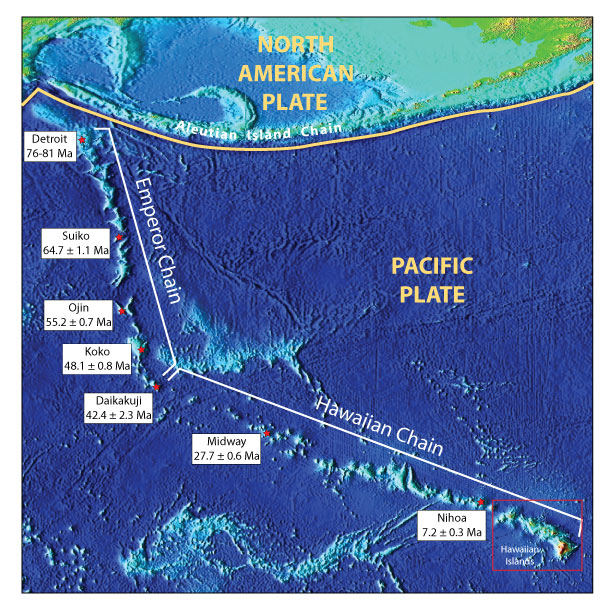 NORTH
AMERICAN
PLATE
Aleutian Island Chain
Detroit
76-81 Ma
Emperor Chain
Suiko
64.7 ± 1.1 Ma
PACIFIC
PLATE
Ojin
55.2 ± 0.7 Ma
Koko
48.1 ± 0.8 Ma
Daikakuji
42.4 ± 2.3 Ma
Hawaiian Chain
Midway
27.7 ± 0.6 Ma
Nihoa
7.2 ± 0.3 Ma
Hawaiian
Islands